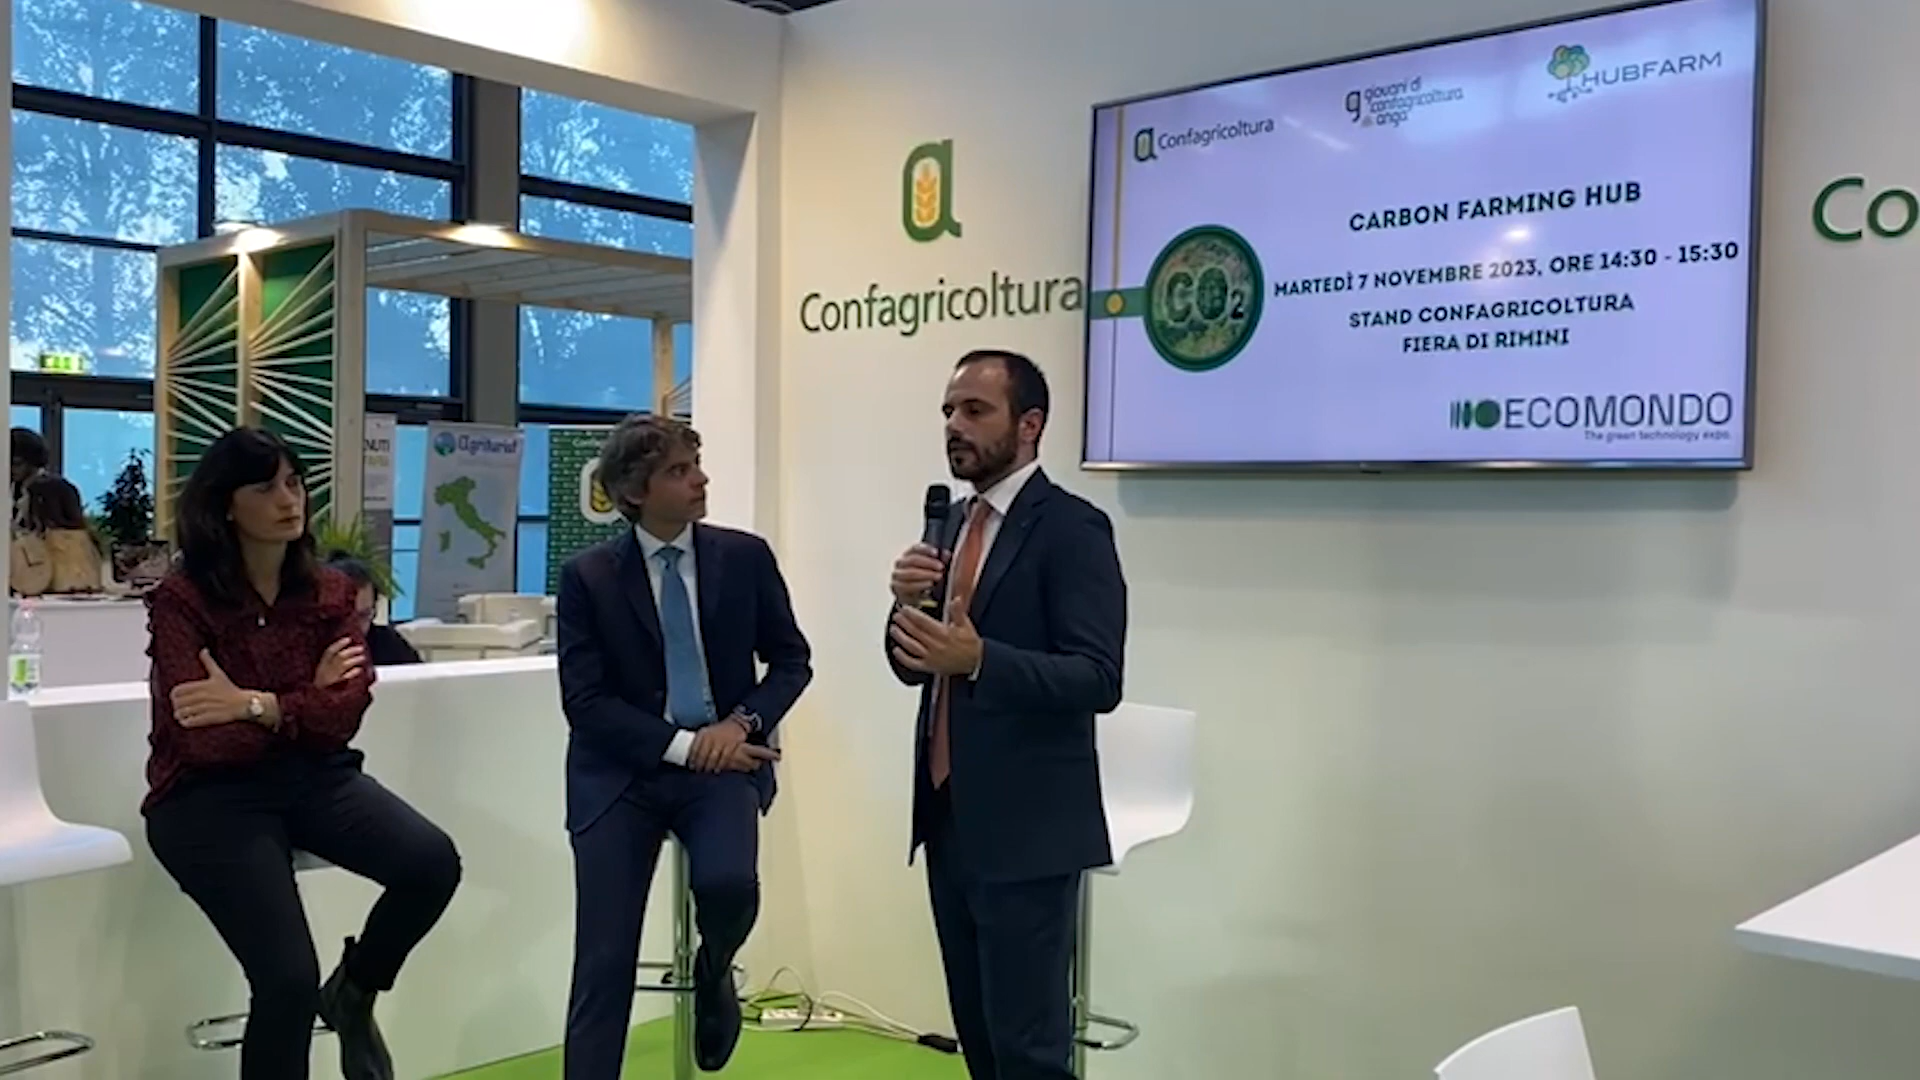 Confagricoltura
giovani di
confagricoltura
anga
HUBFARM
CARBON FARMING HUB
CO2
MARTEDÌ 7 NOVEMBRE 2023, ORE 14:30 - 15:30
STAND CONFAGRICOLTURA
FIERA DI RIMINI
ECOMONDO
The green technology expo.
a
Confagricoltura
Co
agriturist